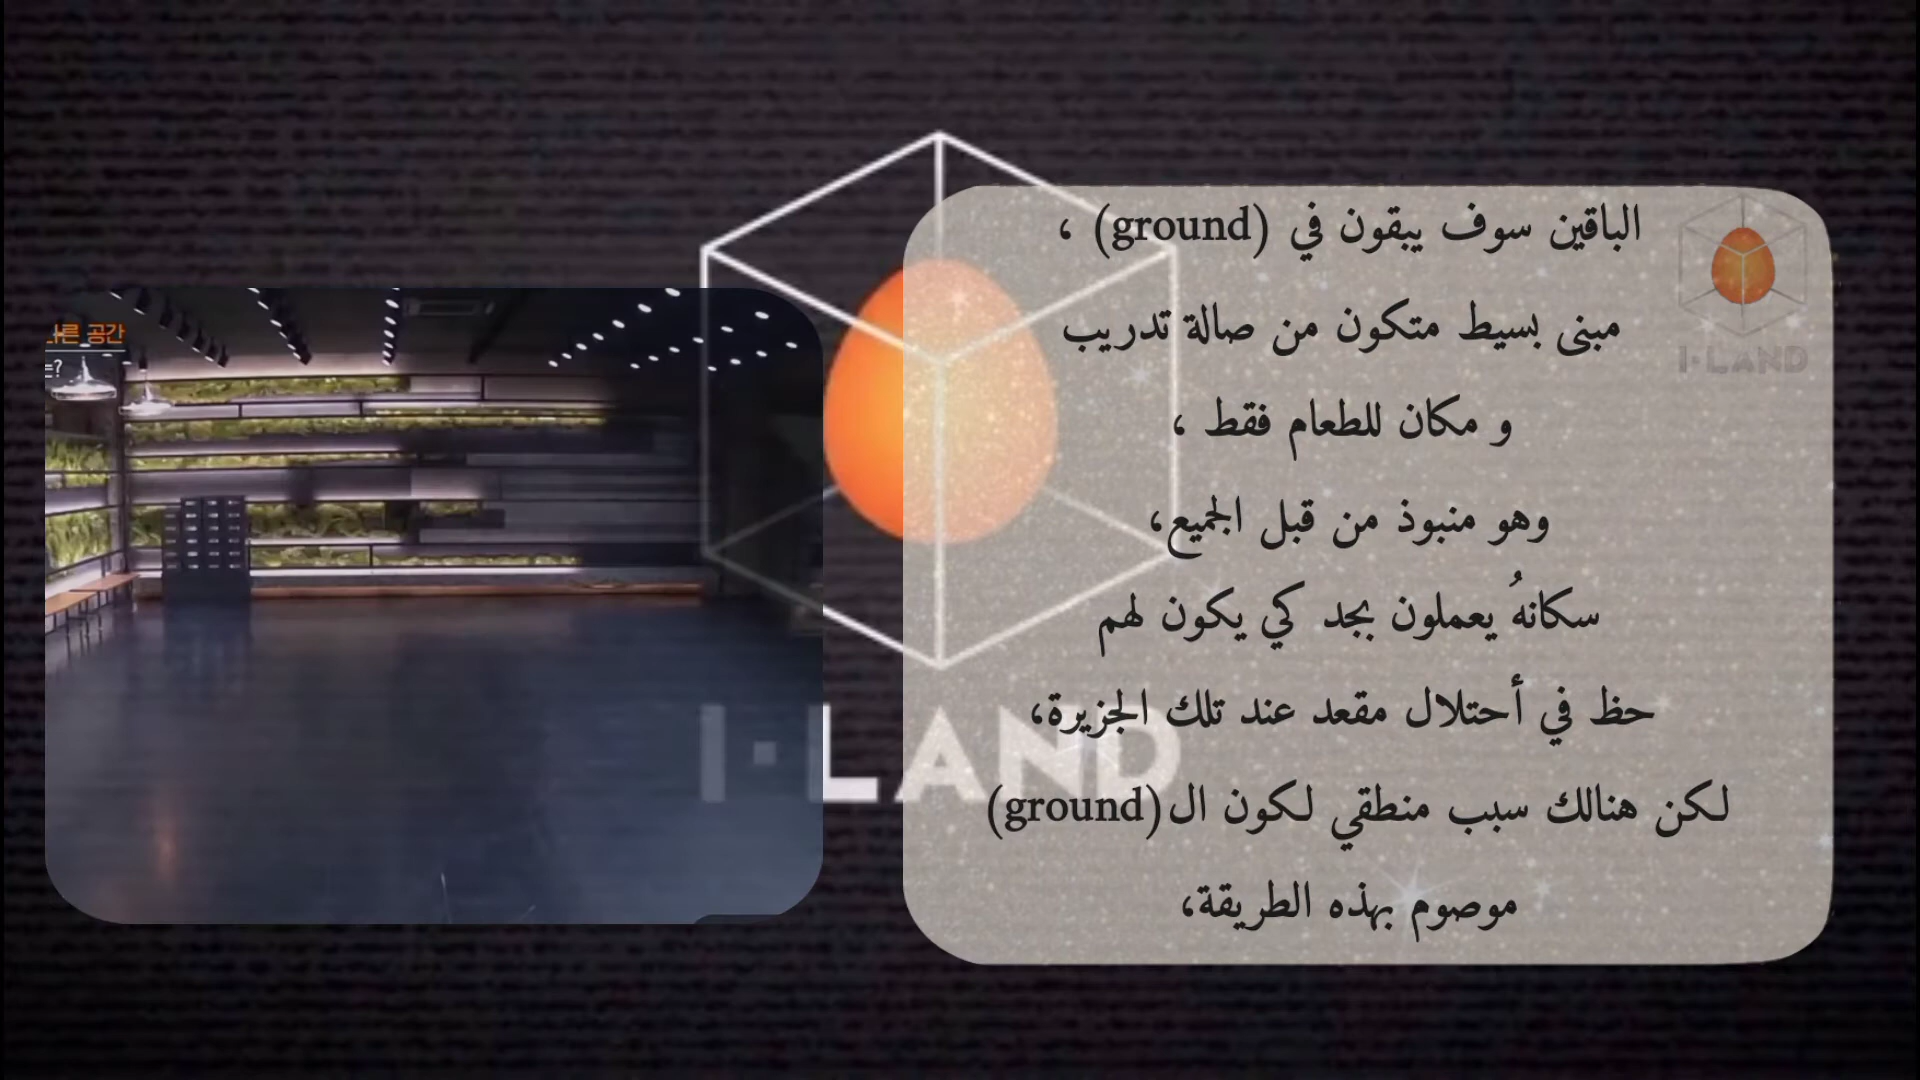 الباقين سوف يبقون في (ground) ،
مبنى بسيط متكون من صالة تدريب
و مكان للطعام فقط ،
وهو منبوذ من قبل الجميع،
سكانهُ يعملون بجد كي يكون لهم
حظ في أحتلال مقعد عند تلك الجزيرة،
لكن هنالك سبب منطقي لكون ال(ground)
موصوم بهذه الطريقة،
I·LAND
I·LAND
공간